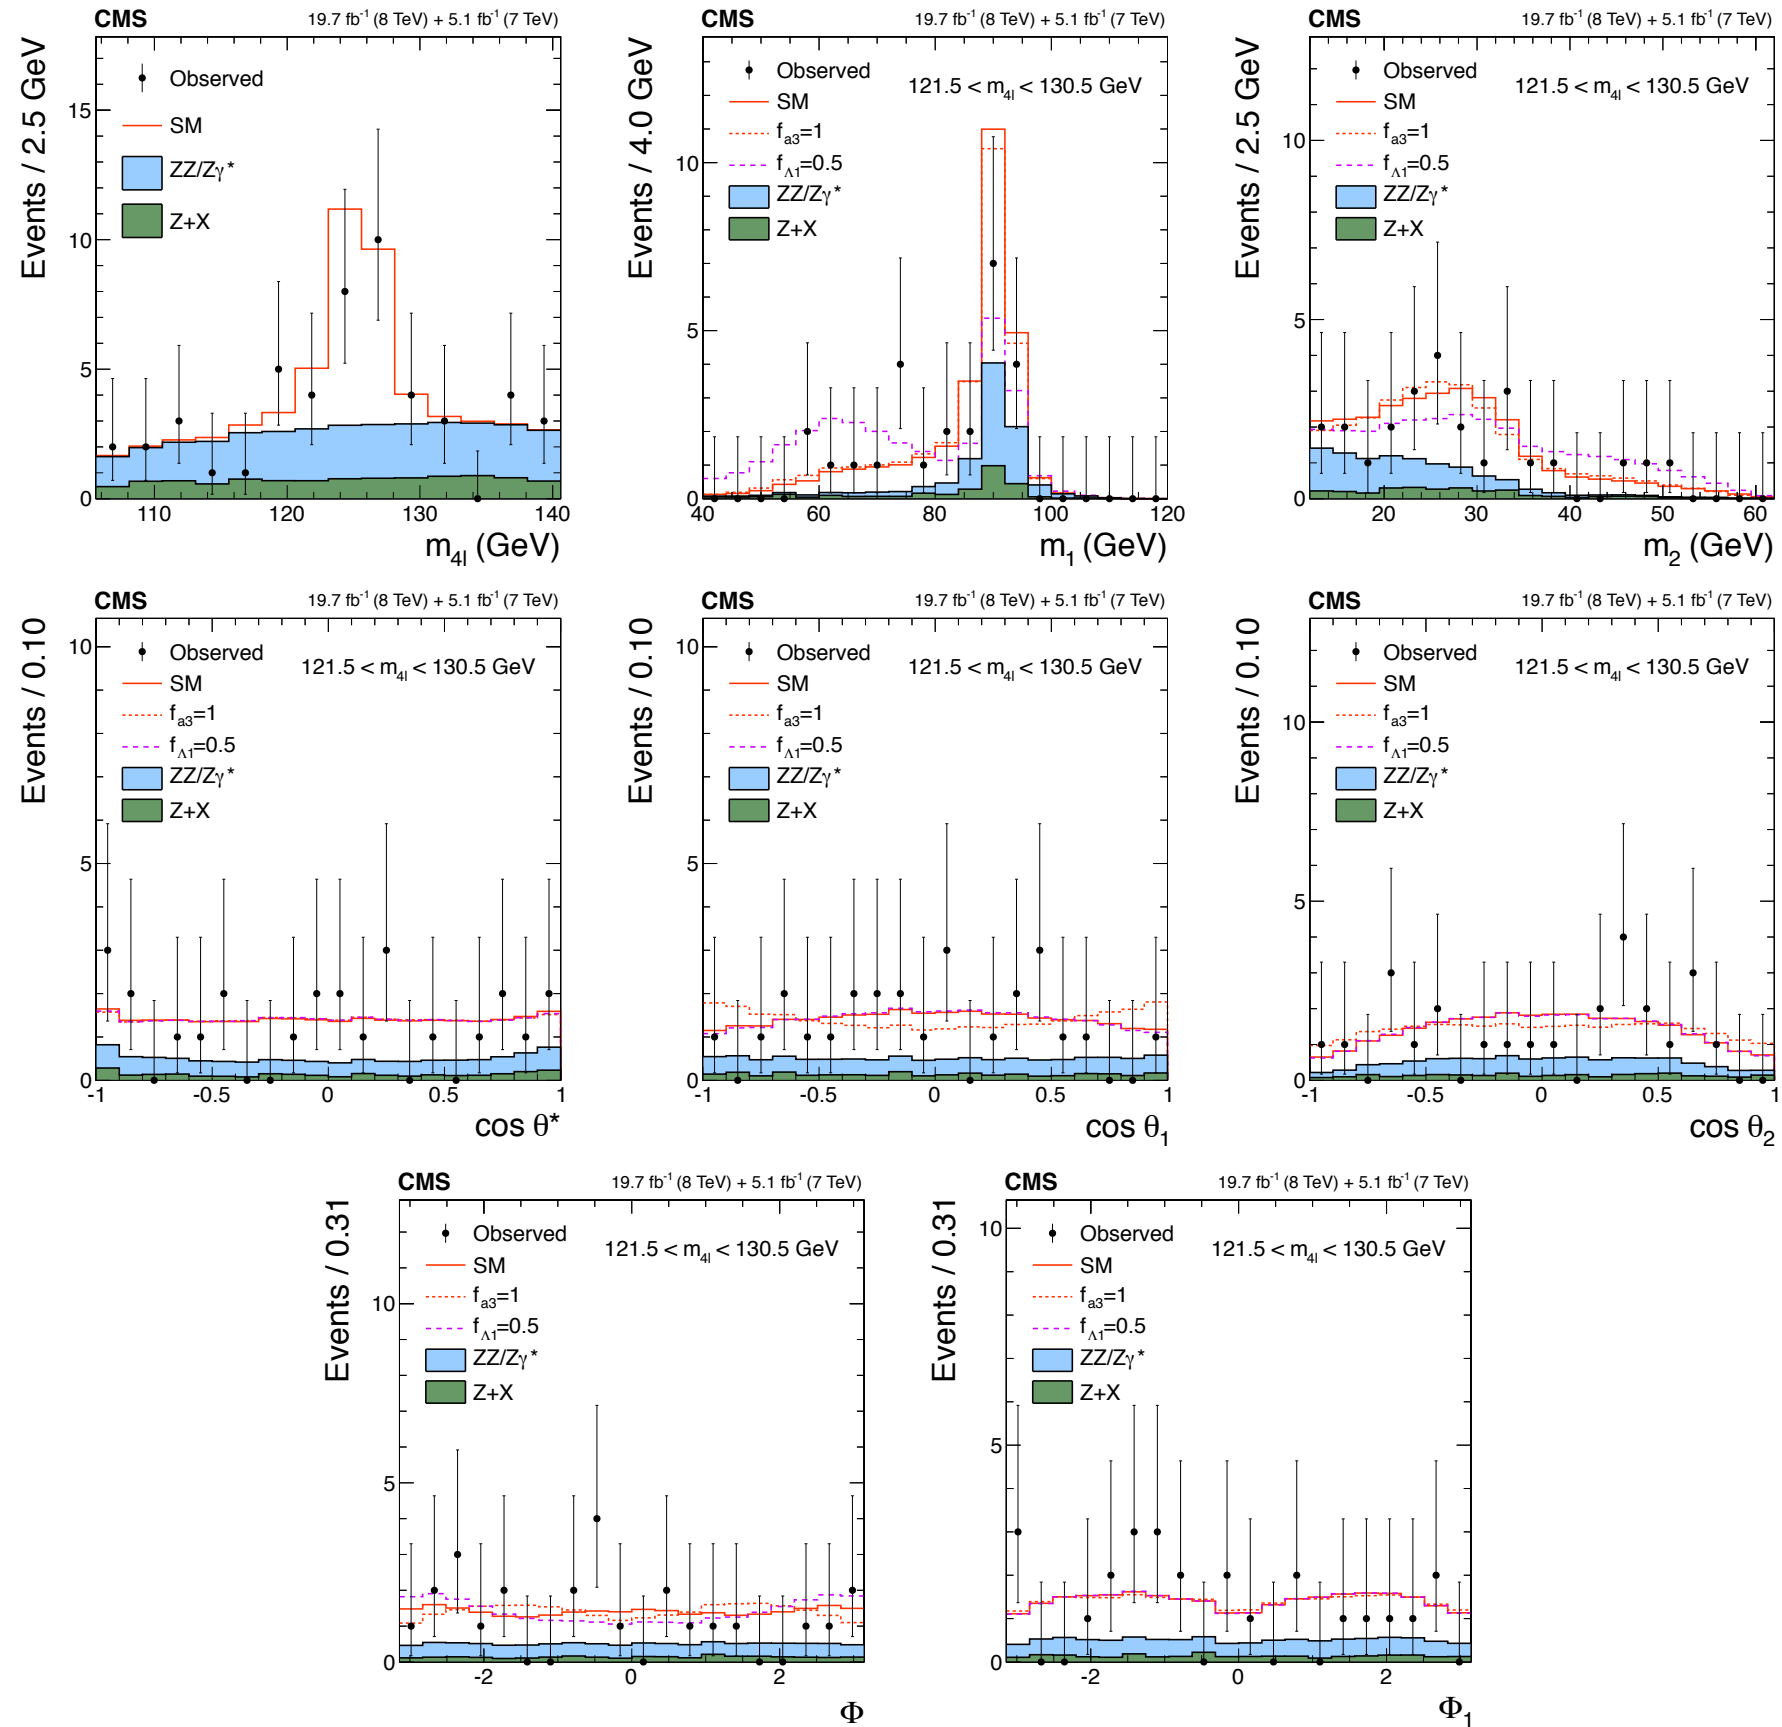 CMS 19.7 fb⁻¹ (8 TeV) + 5.1 fb⁻¹ (7 TeV)
Events / 2.5 GeV
Observed
SM
ZZ/Zγ*
Z+X
15
10
5
0
110 120 130 140
m4l (GeV)
CMS 19.7 fb⁻¹ (8 TeV) + 5.1 fb⁻¹ (7 TeV)
Events / 4.0 GeV
Observed
121.5 < m4l < 130.5 GeV
SM
fa3=1
fΛ1=0.5
ZZ/Zγ*
Z+X
10
5
0
40 60 80 100 120
m1 (GeV)
CMS 19.7 fb⁻¹ (8 TeV) + 5.1 fb⁻¹ (7 TeV)
Events / 2.5 GeV
Observed
121.5 < m4l < 130.5 GeV
SM
fa3=1
fΛ1=0.5
ZZ/Zγ*
Z+X
10
5
0
20 30 40 50 60
m2 (GeV)
CMS 19.7 fb⁻¹ (8 TeV) + 5.1 fb⁻¹ (7 TeV)
Events / 0.10
Observed
121.5 < m4l < 130.5 GeV
SM
fa3=1
fΛ1=0.5
ZZ/Zγ*
Z+X
10
5
0
-1 -0.5 0 0.5 1
cos θ*
CMS 19.7 fb⁻¹ (8 TeV) + 5.1 fb⁻¹ (7 TeV)
Events / 0.10
Observed
121.5 < m4l < 130.5 GeV
SM
fa3=1
fΛ1=0.5
ZZ/Zγ*
Z+X
10
5
0
-1 -0.5 0 0.5 1
cos θ1
CMS 19.7 fb⁻¹ (8 TeV) + 5.1 fb⁻¹ (7 TeV)
Events / 0.10
Observed
121.5 < m4l < 130.5 GeV
SM
fa3=1
fΛ1=0.5
ZZ/Zγ*
Z+X
10
5
0
-1 -0.5 0 0.5 1
cos θ2
CMS 19.7 fb⁻¹ (8 TeV) + 5.1 fb⁻¹ (7 TeV)
Events / 0.31
Observed
121.5 < m4l < 130.5 GeV
SM
fa3=1
fΛ1=0.5
ZZ/Zγ*
Z+X
10
5
0
-2 0 2
Φ
CMS 19.7 fb⁻¹ (8 TeV) + 5.1 fb⁻¹ (7 TeV)
Events / 0.31
Observed
121.5 < m4l < 130.5 GeV
SM
fa3=1
fΛ1=0.5
ZZ/Zγ*
Z+X
10
5
0
-2 0 2
Φ1